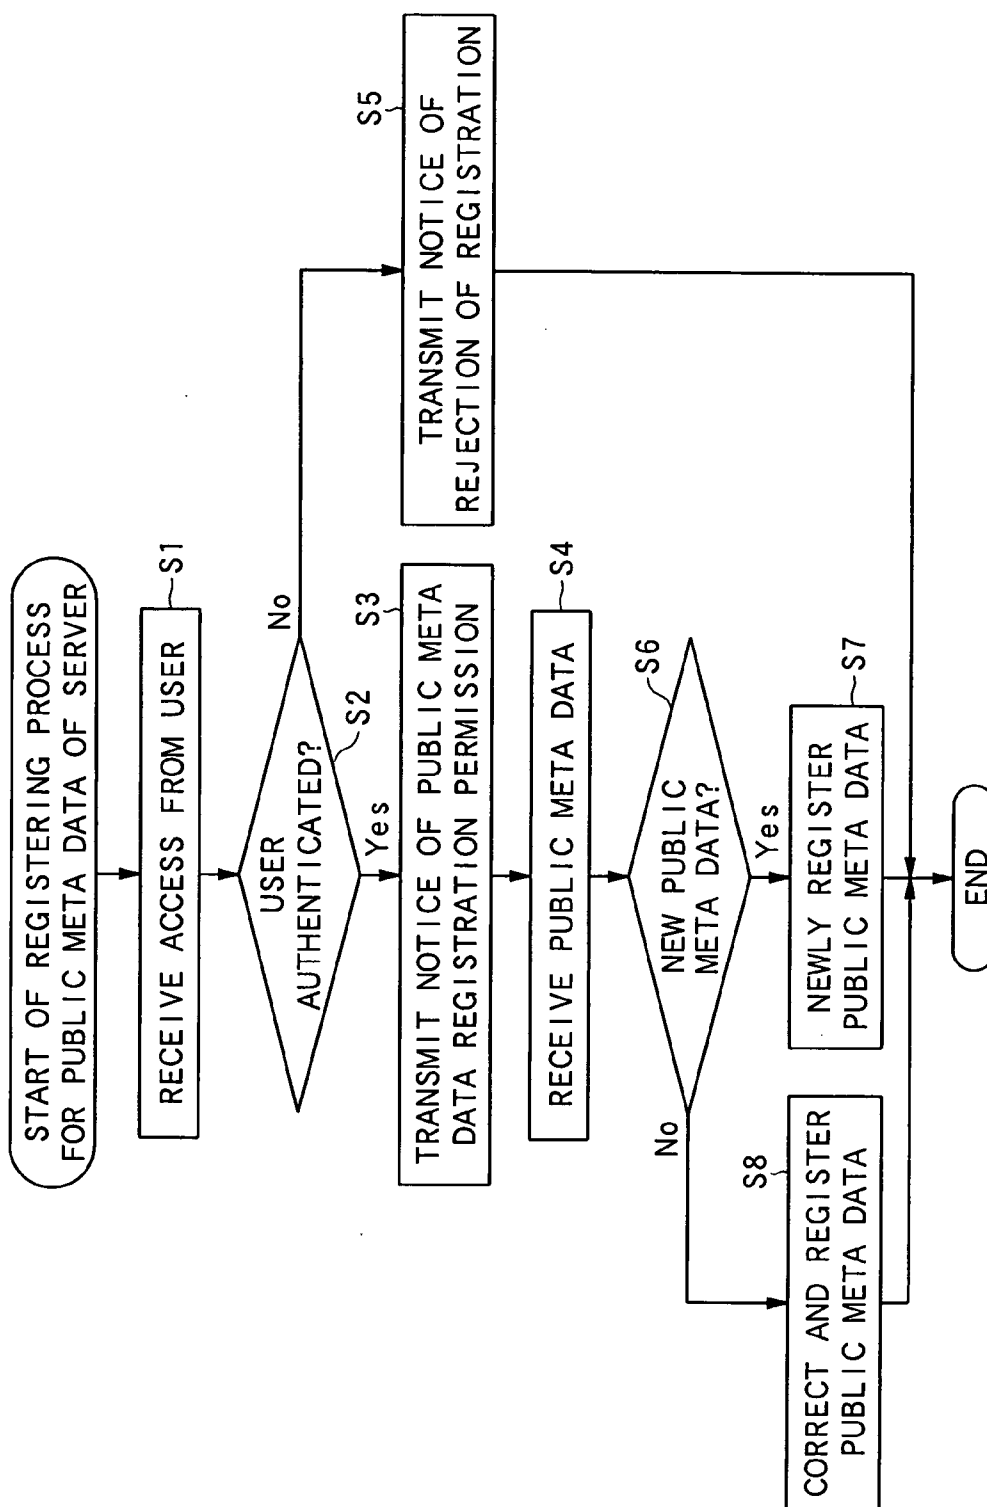 START OF REGISTERING PROCESS
FOR PUBLIC META DATA OF SERVER
RECEIVE ACCESS FROM USER
S1
USER
AUTHENTICATED?
S2
No
Yes
TRANSMIT NOTICE OF PUBLIC META
DATA REGISTRATION PERMISSION
S3
TRANSMIT NOTICE OF
REJECTION OF REGISTRATION
S5
RECEIVE PUBLIC META DATA
S4
NEW PUBLIC
META DATA?
S6
No
Yes
CORRECT AND REGISTER
PUBLIC META DATA
S8
NEWLY REGISTER
PUBLIC META DATA
S7
END